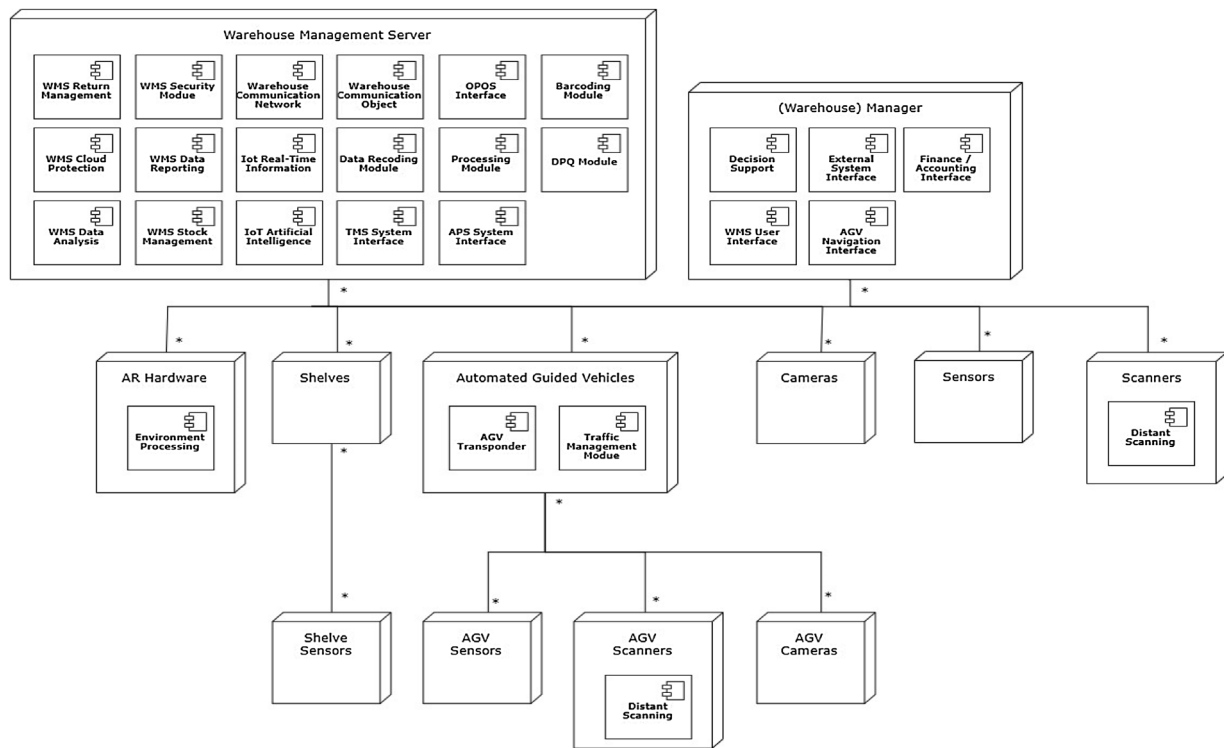 Warehouse Management Server
WMS Return
Management
WMS Security
Modue
Warehouse
Communication
Network
Warehouse
Communication
Object
OPOS
Interface
Barcoding
Module
WMS Cloud
Protection
WMS Data
Reporting
Iot Real-Time
Information
Data Recoding
Module
Processing
Module
DPQ Module
WMS Data
Analysis
WMS Stock
Management
IoT Artificial
Intelligence
TMS System
Interface
APS System
Interface
(Warehouse) Manager
Decision
Support
External
System
Interface
Finance /
Accounting
Interface
WMS User
Interface
AGV
Navigation
Interface
*
*
*
*
*
*
*
*
AR Hardware
Environment
Processing
Shelves
Automated Guided Vehicles
AGV
Transponder
Traffic
Management
Modue
Cameras
Sensors
Scanners
Distant
Scanning
*
*
*
*
*
*
Shelve
Sensors
AGV
Sensors
AGV
Scanners
Distant
Scanning
AGV
Cameras